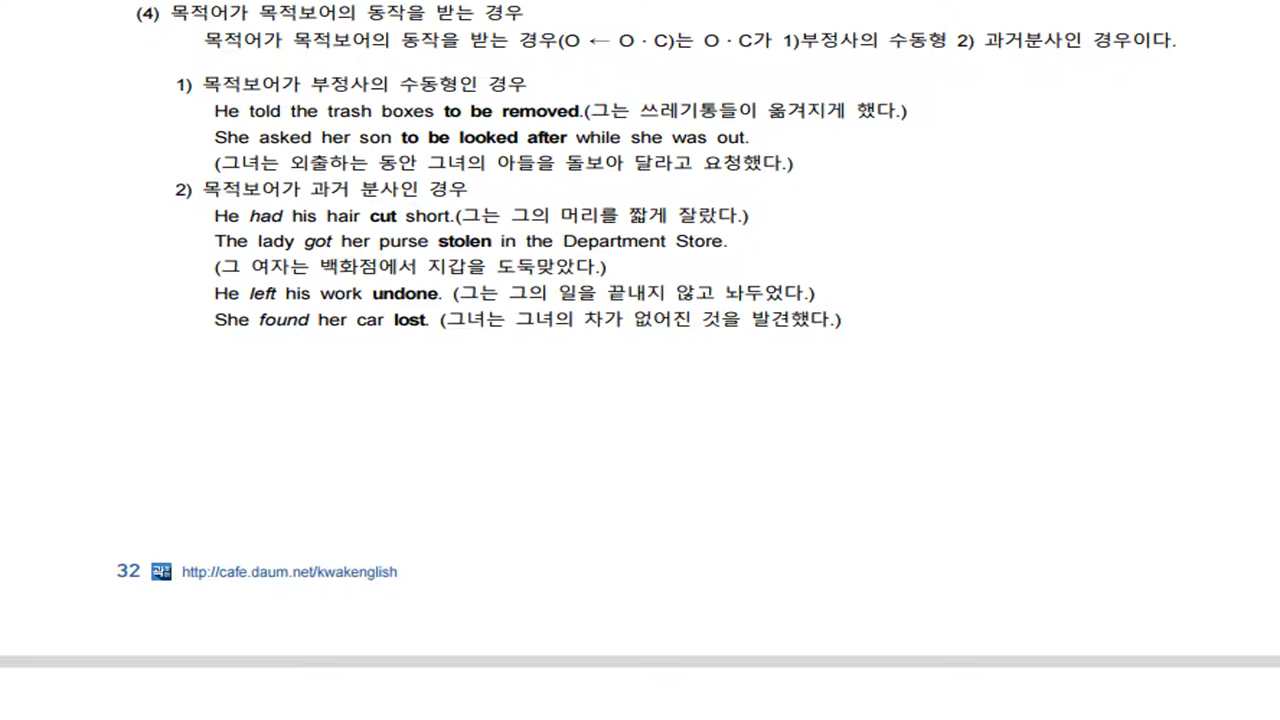 (4) 목적어가 목적보어의 동작을 받는 경우
목적어가 목적보어의 동작을 받는 경우(O ← O · C)는 O · C가 1)부정사의 수동형 2) 과거분사인 경우이다.
1) 목적보어가 부정사의 수동형인 경우
He told the trash boxes to be removed.(그는 쓰레기통들이 옮겨지게 했다.)
She asked her son to be looked after while she was out.
(그녀는 외출하는 동안 그녀의 아들을 돌보아 달라고 요청했다.)
2) 목적보어가 과거 분사인 경우
He had his hair cut short.(그는 그의 머리를 짧게 잘랐다.)
The lady got her purse stolen in the Department Store.
(그 여자는 백화점에서 지갑을 도둑맞았다.)
He left his work undone. (그는 그의 일을 끝내지 않고 놔두었다.)
She found her car lost. (그녀는 그녀의 차가 없어진 것을 발견했다.)
32 http://cafe.daum.net/kwakenglish